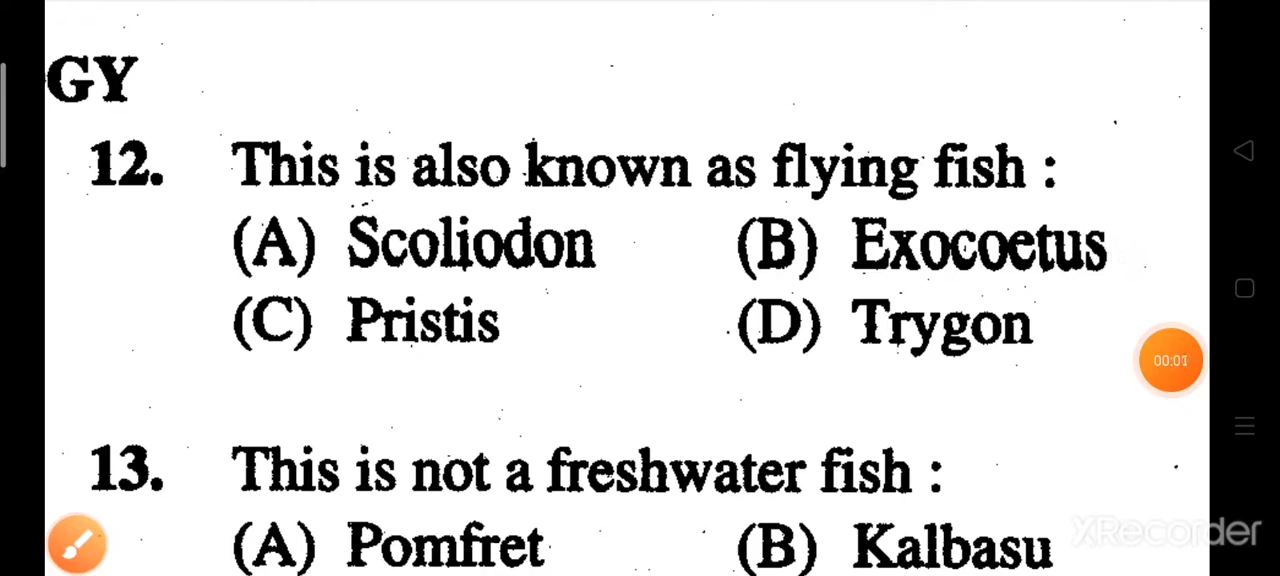 GY
12. This is also known as flying fish :
(A) Scoliodon (B) Exocoetus
(C) Pristis (D) Trygon
00:01
13. This is not a freshwater fish :
(A) Pomfret (B) Kalbasu
XRecorder